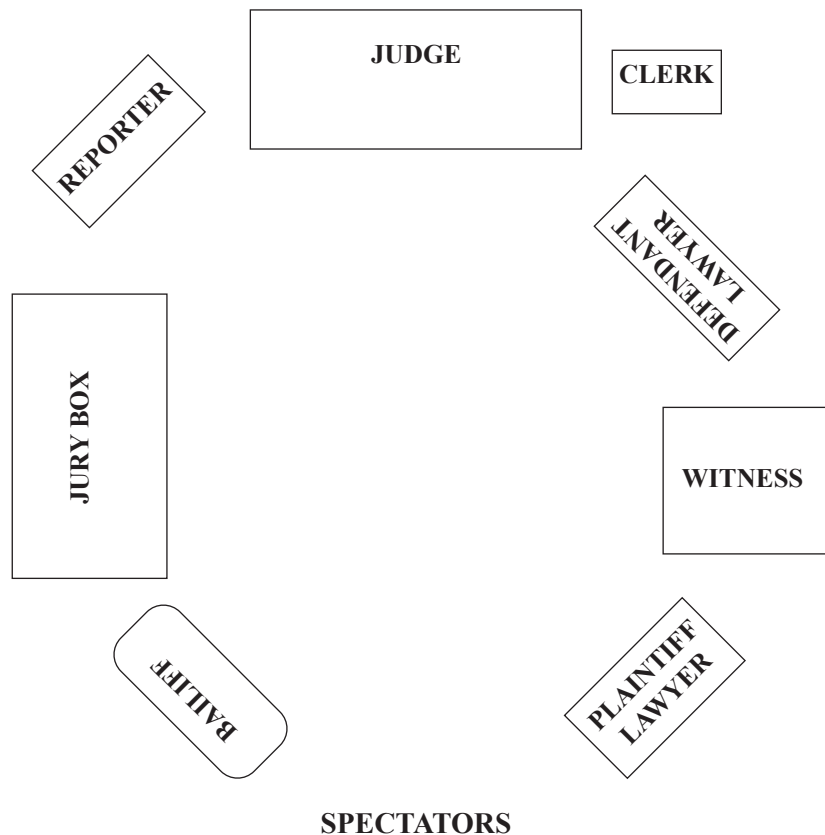 JUDGE
CLERK
REPORTER
DEFENDANT
LAWYER
JURY BOX
WITNESS
BAILIFF
PLAINTIFF
LAWYER
SPECTATORS